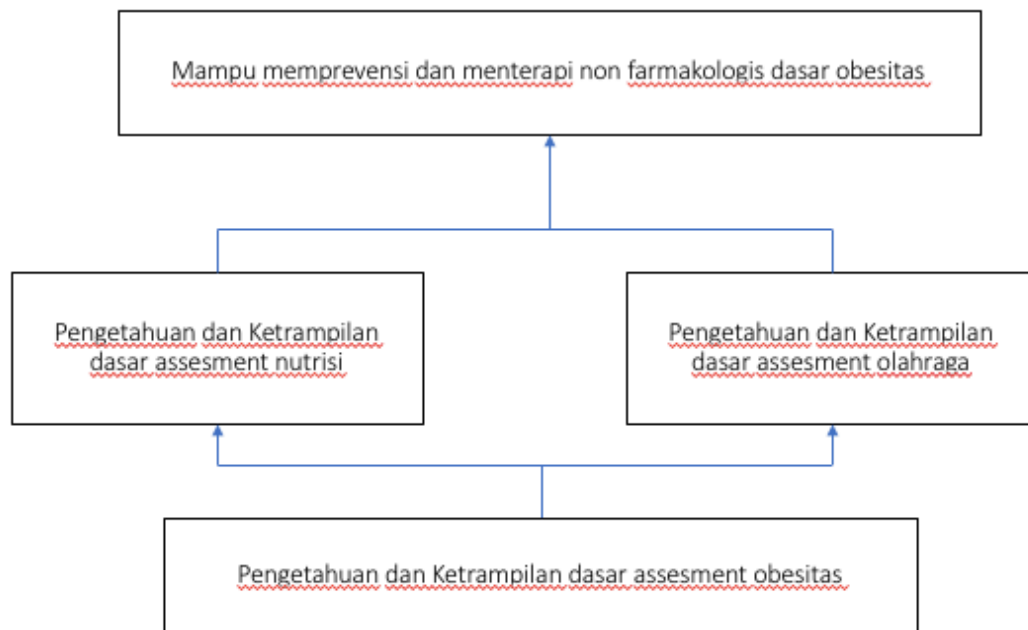 Mampu memprevensi dan menterapi non farmakologis dasar obesitas
Pengetahuan dan Ketrampilan
dasar assesment nutrisi
Pengetahuan dan Ketrampilan
dasar assesment olahraga
Pengetahuan dan Ketrampilan dasar assesment obesitas